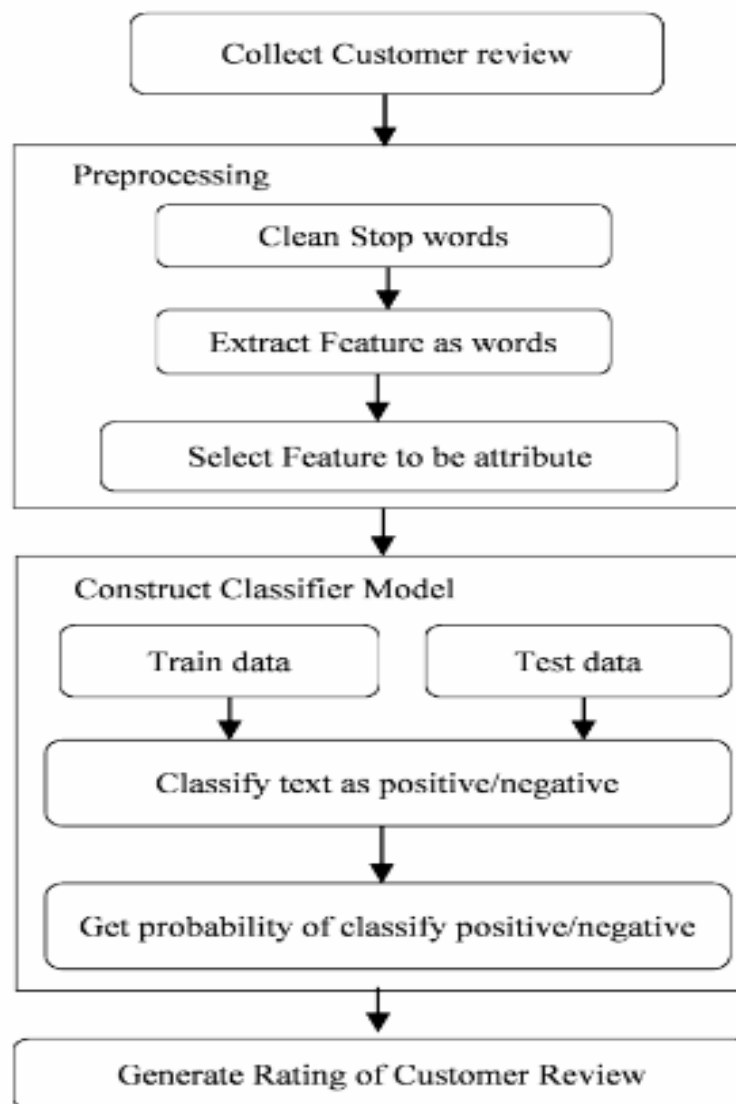 Collect Customer review
Preprocessing
Clean Stop words
Extract Feature as words
Select Feature to be attribute
Construct Classifier Model
Train data
Test data
Classify text as positive/negative
Get probability of classify positive/negative
Generate Rating of Customer Review